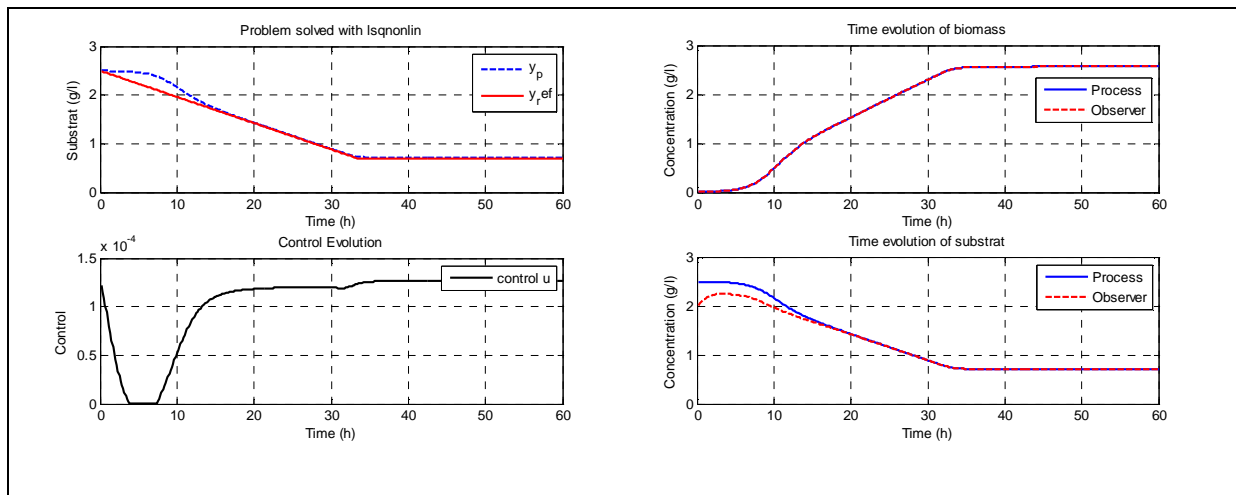 Problem solved with lsqnonlin
3
2
1
0
Substrat (g/l)
y_p
y_ref
0 10 20 30 40 50 60
Time (h)
Time evolution of biomass
3
2
1
0
Concentration (g/l)
Process
Observer
0 10 20 30 40 50 60
Time (h)
Control Evolution
x 10^-4
1.5
1
0.5
0
Control
control u
0 10 20 30 40 50 60
Time (h)
Time evolution of substrat
3
2
1
0
Concentration (g/l)
Process
Observer
0 10 20 30 40 50 60
Time (h)